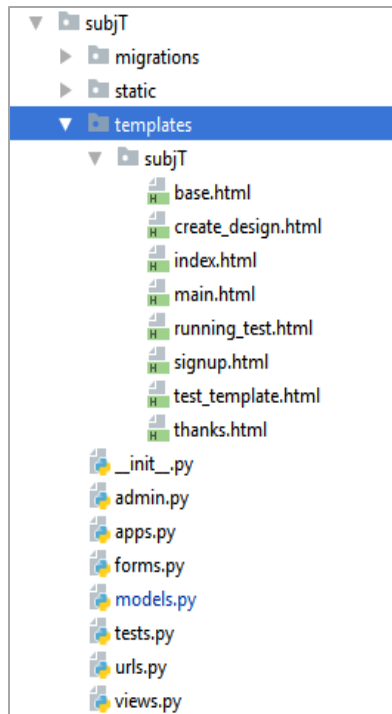 subjT
migrations
static
templates
subjT
base.html
create_design.html
index.html
main.html
running_test.html
signup.html
test_template.html
thanks.html
__init__.py
admin.py
apps.py
forms.py
models.py
tests.py
urls.py
views.py